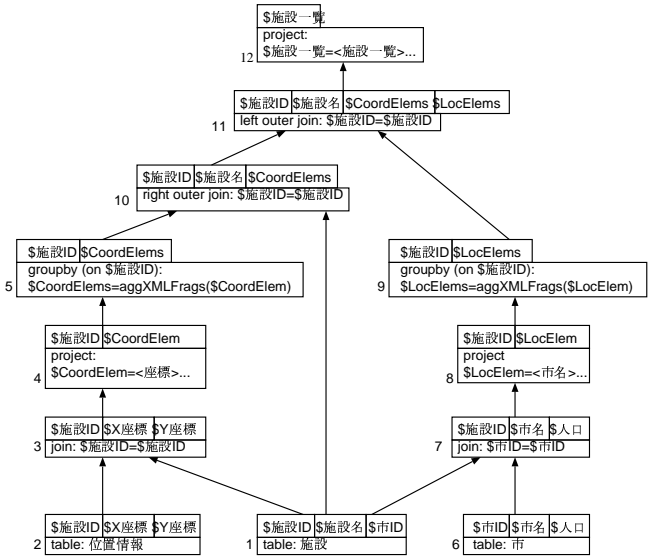 $施設一覧
project:
$施設一覧=<施設一覧>...
12
$施設ID $施設名 $CoordElems $LocElems
left outer join: $施設ID=$施設ID
11
$施設ID $施設名 $CoordElems
right outer join: $施設ID=$施設ID
10
$施設ID $CoordElems
groupby (on $施設ID):
$CoordElems=aggXMLFrags($CoordElem)
5
$施設ID $LocElems
groupby (on $施設ID):
$LocElems=aggXMLFrags($LocElem)
9
$施設ID $CoordElem
project:
$CoordElem=<座標>...
4
$施設ID $LocElem
project
$LocElem=<市名>...
8
$施設ID $X座標 $Y座標
join: $施設ID=$施設ID
3
$施設ID $市名 $人口
join: $市ID=$市ID
7
$施設ID $X座標 $Y座標
table: 位置情報
2
$施設ID $施設名 $市ID
table: 施設
1
$市ID $市名 $人口
table: 市
6